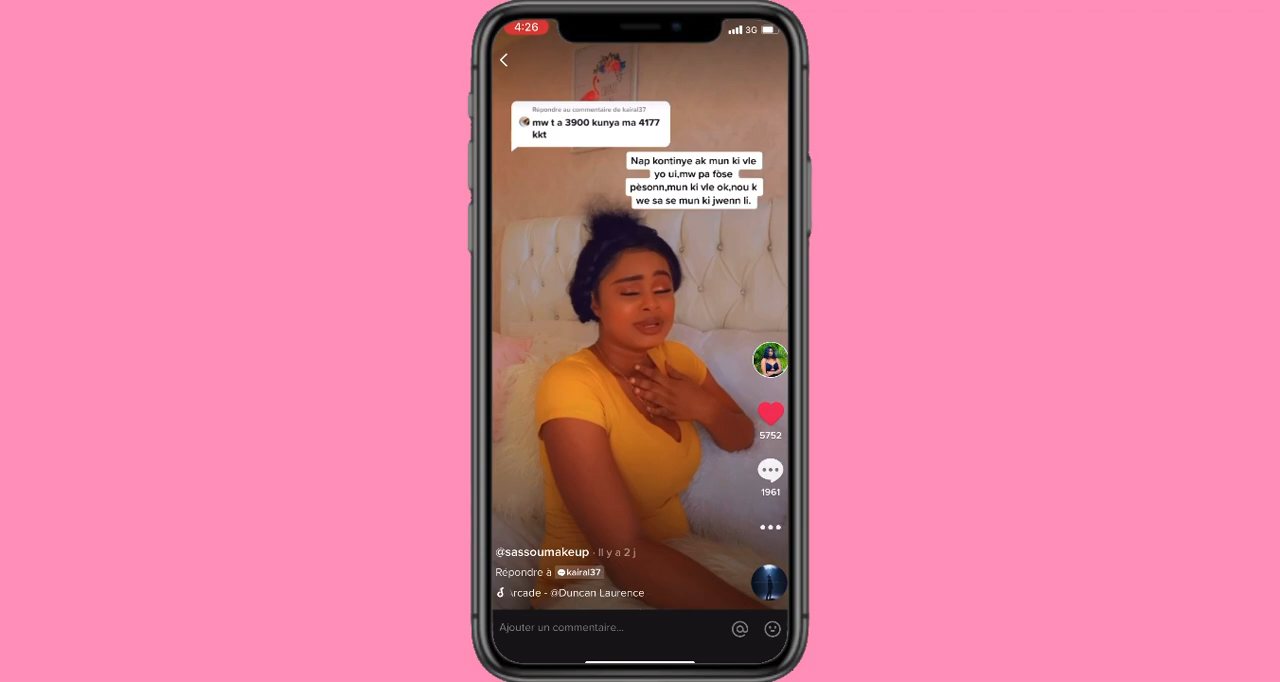 4:26
3G
Répondre au commentaire de kairal37
mw t a 3900 kunya ma 4177
kkt
Nap kontinye ak mun ki vle
yo ui,mw pa fòse
pèsonn,mun ki vle ok,nou k
we sa se mun ki jwenn li.
5752
1961
@sassoumakeup · Il y a 2 j
Répondre à kairal37
rcade - @Duncan Laurence
Ajouter un commentaire...